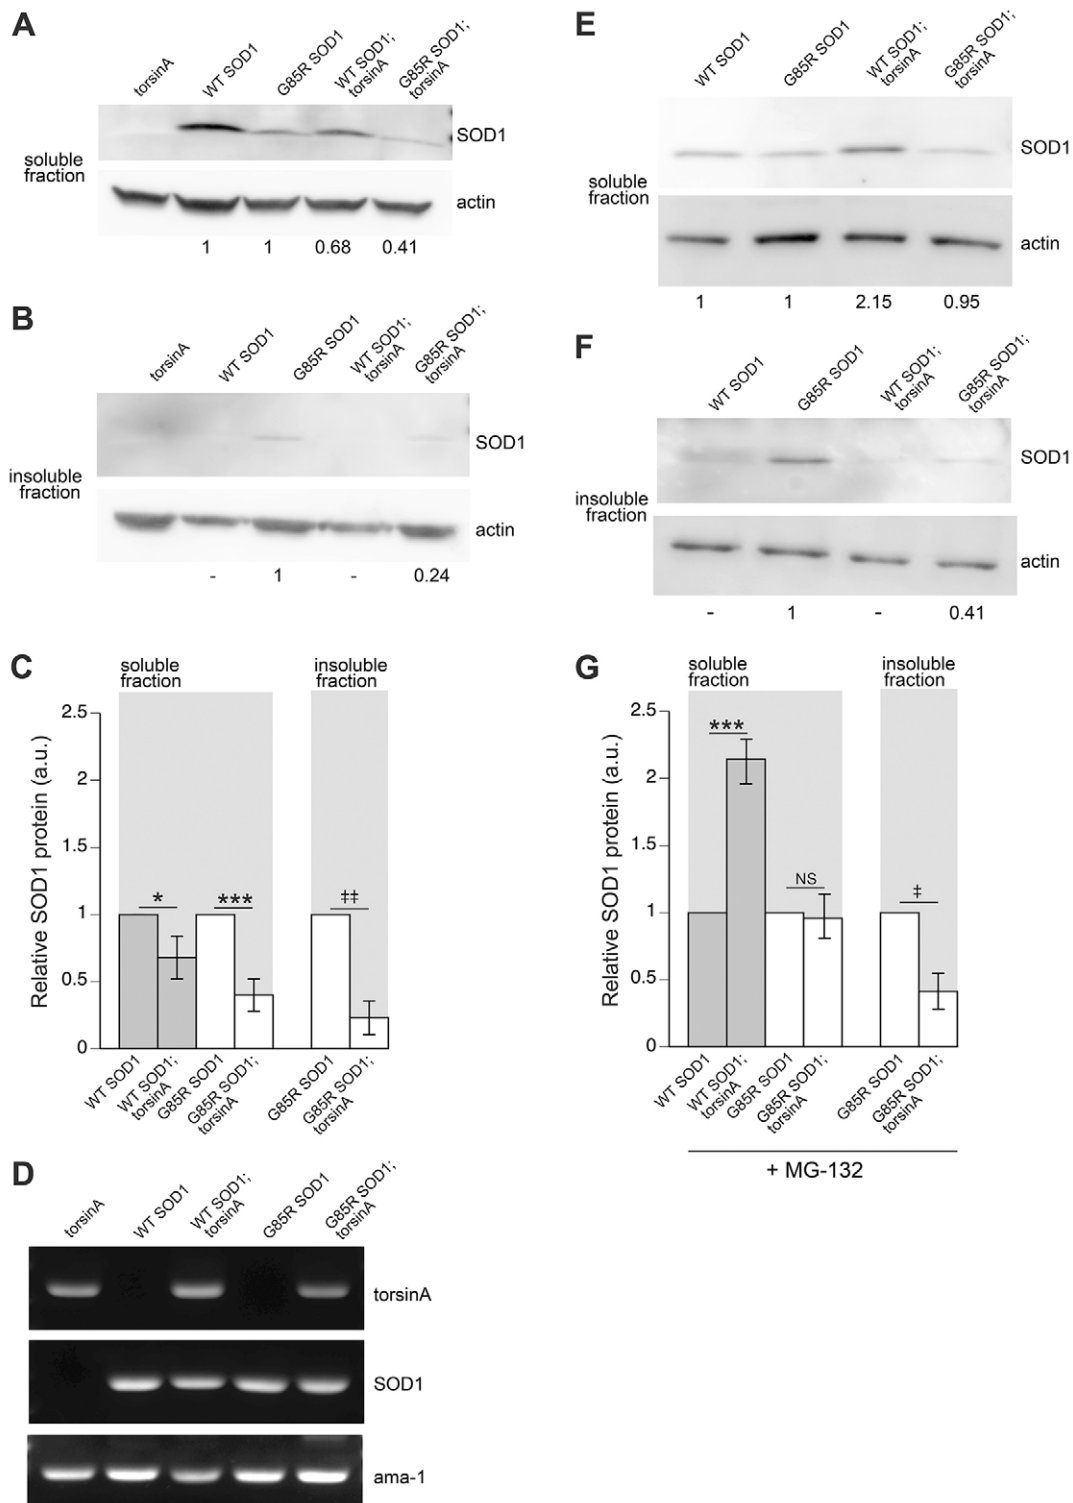 A
torsinA
WT SOD1
G85R SOD1
WT SOD1;
torsinA
G85R SOD1;
torsinA
soluble
fraction
SOD1
actin
1 1 0.68 0.41
B
torsinA
WT SOD1
G85R SOD1
WT SOD1;
torsinA
G85R SOD1;
torsinA
insoluble
fraction
SOD1
actin
- 1 - 0.24
C
soluble
fraction
insoluble
fraction
Relative SOD1 protein (a.u.)
2.5
2
1.5
1
0.5
0
* *** ‡‡
WT SOD1
WT SOD1;
torsinA
G85R SOD1
G85R SOD1;
torsinA
G85R SOD1
G85R SOD1;
torsinA
D
torsinA
WT SOD1
WT SOD1;
torsinA
G85R SOD1
G85R SOD1;
torsinA
torsinA
SOD1
ama-1
E
WT SOD1
G85R SOD1
WT SOD1;
torsinA
G85R SOD1;
torsinA
soluble
fraction
SOD1
actin
1 1 2.15 0.95
F
WT SOD1
G85R SOD1
WT SOD1;
torsinA
G85R SOD1;
torsinA
insoluble
fraction
SOD1
actin
- 1 - 0.41
G
soluble
fraction
insoluble
fraction
Relative SOD1 protein (a.u.)
2.5
2
1.5
1
0.5
0
*** NS ‡
WT SOD1
WT SOD1;
torsinA
G85R SOD1
G85R SOD1;
torsinA
G85R SOD1
G85R SOD1;
torsinA
+ MG-132